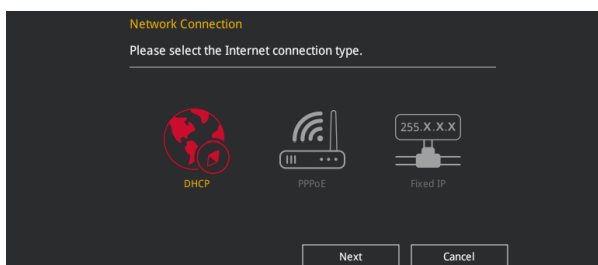 Network Connection
Please select the Internet connection type.
255.X.X.X
DHCP PPPoE Fixed IP
Next Cancel